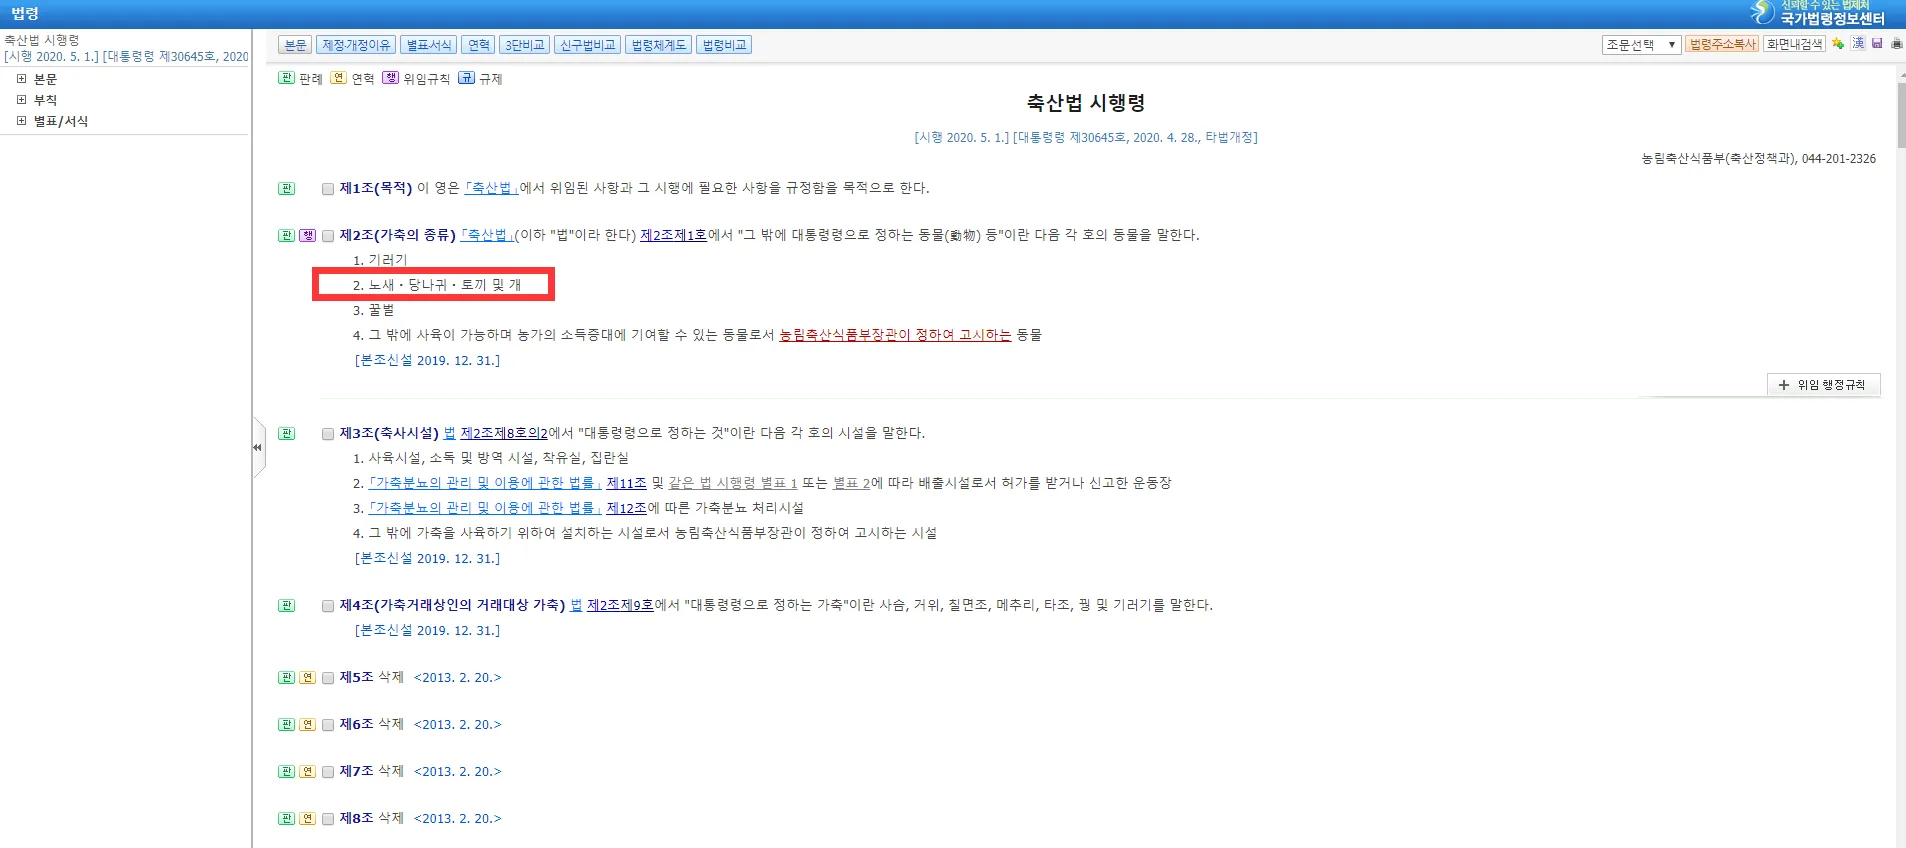 법령
신뢰할 수 있는 법제처
국가법령정보센터
축산법 시행령
[시행 2020. 5. 1.] [대통령령 제30645호, 2020
본문
부칙
별표/서식
본문 제정·개정이유 별표·서식 연혁 3단비교 신구법비교 법령체계도 법령비교
조문선택 ▼ 법령주소복사 화면내검색 漢
판 판례 연 연혁 행 위임규칙 규 규제
축산법 시행령
[시행 2020. 5. 1.] [대통령령 제30645호, 2020. 4. 28., 타법개정]
농림축산식품부(축산정책과), 044-201-2326
판 제1조(목적) 이 영은 「축산법」에서 위임된 사항과 그 시행에 필요한 사항을 규정함을 목적으로 한다.
판 행 제2조(가축의 종류) 「축산법」(이하 "법"이라 한다) 제2조제1호에서 "그 밖에 대통령령으로 정하는 동물(動物) 등"이란 다음 각 호의 동물을 말한다.
1. 기러기
2. 노새ㆍ당나귀ㆍ토끼 및 개
3. 꿀벌
4. 그 밖에 사육이 가능하며 농가의 소득증대에 기여할 수 있는 동물로서 농림축산식품부장관이 정하여 고시하는 동물
[본조신설 2019. 12. 31.]
+ 위임 행정규칙
판 제3조(축사시설) 법 제2조제8호의2에서 "대통령령으로 정하는 것"이란 다음 각 호의 시설을 말한다.
1. 사육시설, 소독 및 방역 시설, 착유실, 집란실
2. 「가축분뇨의 관리 및 이용에 관한 법률」 제11조 및 같은 법 시행령 별표 1 또는 별표 2에 따라 배출시설로서 허가를 받거나 신고한 운동장
3. 「가축분뇨의 관리 및 이용에 관한 법률」 제12조에 따른 가축분뇨 처리시설
4. 그 밖에 가축을 사육하기 위하여 설치하는 시설로서 농림축산식품부장관이 정하여 고시하는 시설
[본조신설 2019. 12. 31.]
판 제4조(가축거래상인의 거래대상 가축) 법 제2조제9호에서 "대통령령으로 정하는 가축"이란 사슴, 거위, 칠면조, 메추리, 타조, 꿩 및 기러기를 말한다.
[본조신설 2019. 12. 31.]
판 연 제5조 삭제 <2013. 2. 20.>
판 연 제6조 삭제 <2013. 2. 20.>
판 연 제7조 삭제 <2013. 2. 20.>
판 연 제8조 삭제 <2013. 2. 20.>